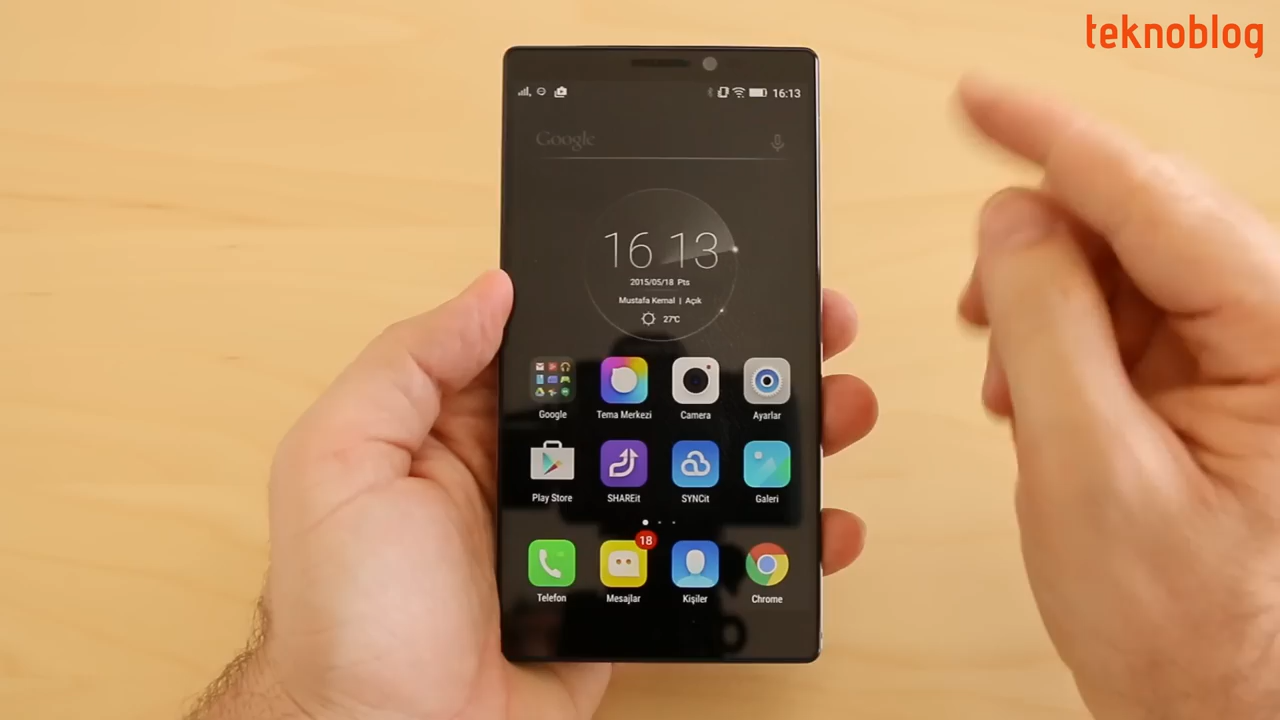 teknoblog
16:13
Google
16 13
2015/05/18 Pts
Mustafa Kemal | Açık
27°C
Google
Tema Merkezi
Camera
Ayarlar
Play Store
SHAREit
SYNCit
Galeri
18
Telefon
Mesajlar
Kişiler
Chrome